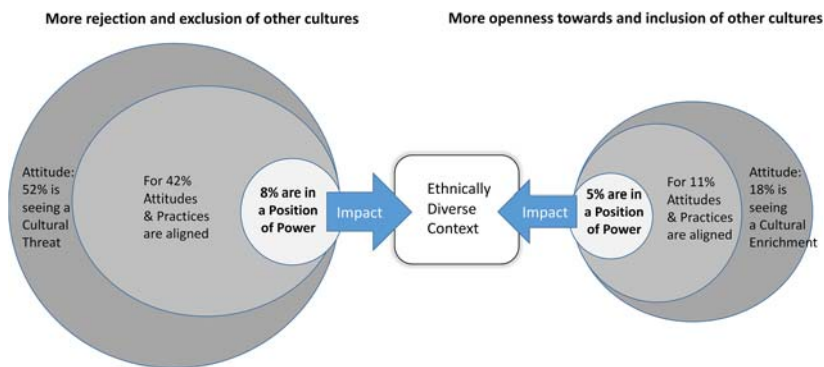 More rejection and exclusion of other cultures
More openness towards and inclusion of other cultures
Attitude:
52% is
seeing a
Cultural
Threat
For 42%
Attitudes
& Practices
are aligned
8% are in
a Position
of Power
Impact
Ethnically
Diverse
Context
Impact
5% are in
a Position
of Power
For 11%
Attitudes
& Practices
are aligned
Attitude:
18% is
seeing
a Cultural
Enrichment